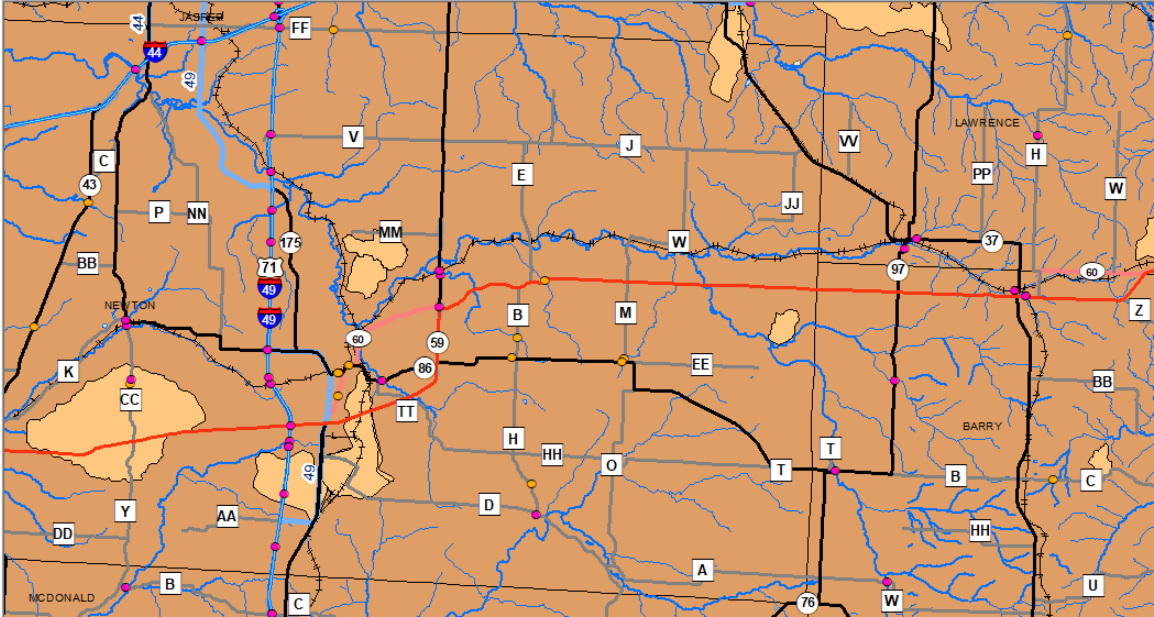 JASPER
44
FF
44
49
V
J
VV
LAWRENCE
C
H
E
43
PP
P
NN
W
JJ
MM
175
W
37
BB
71
97
60
49
NEWTON
49
B
M
Z
60
59
K
86
EE
BB
CC
TT
BARRY
H
HH
O
T
T
B
C
49
D
Y
AA
DD
HH
A
B
U
MCDONALD
C
76
W